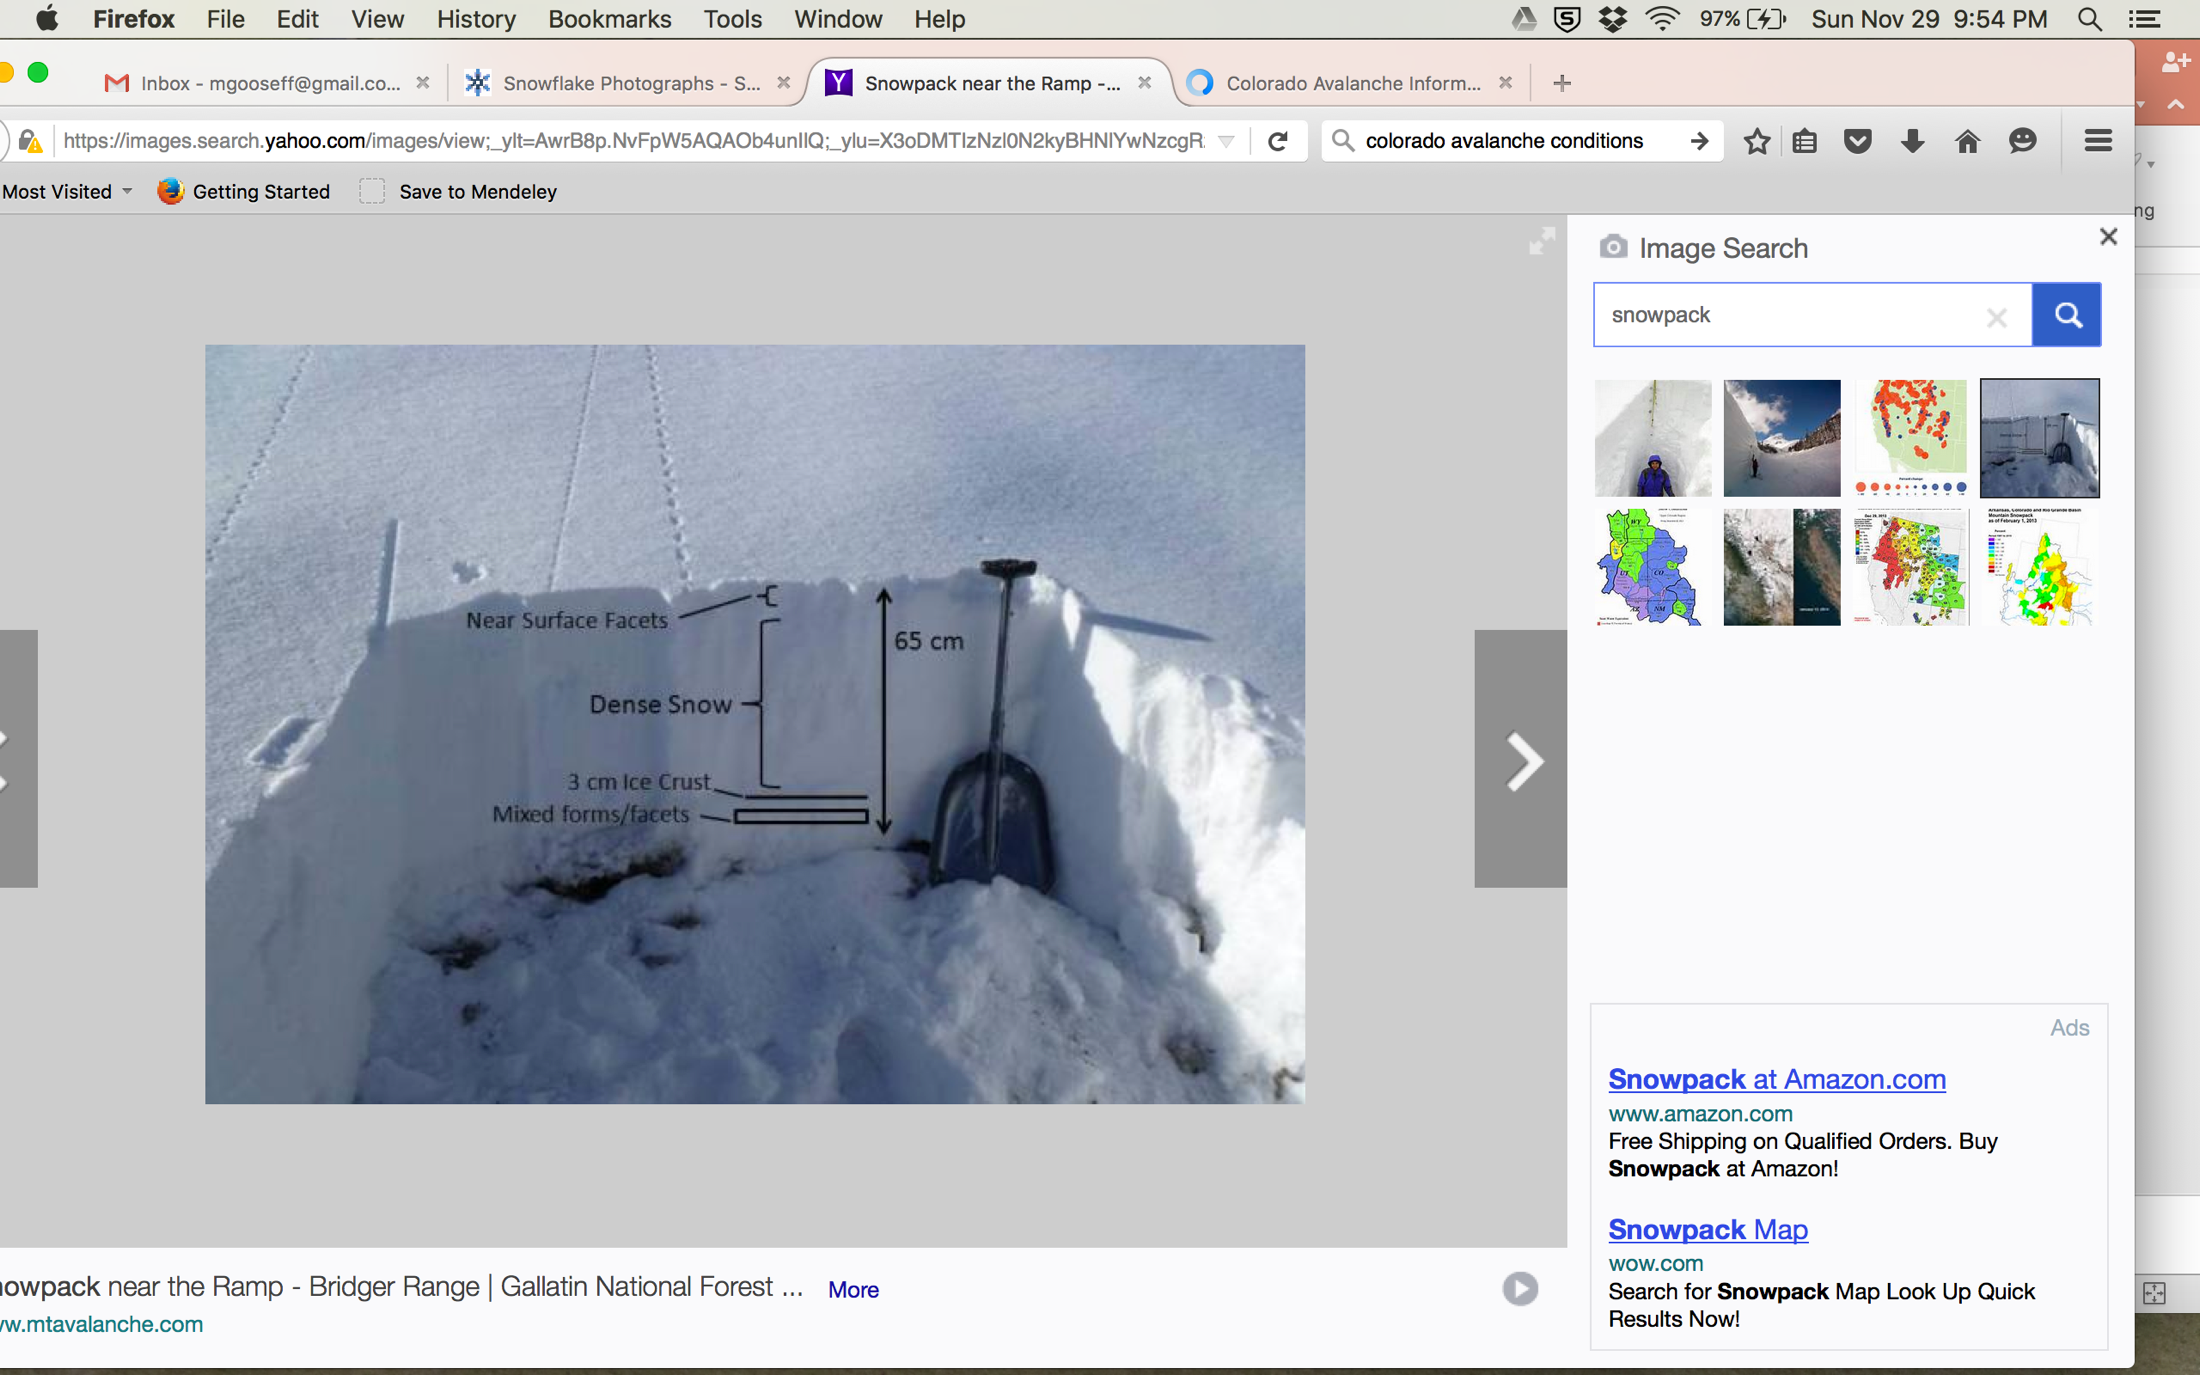 Firefox File Edit View History Bookmarks Tools Window Help
97% Sun Nov 29 9:54 PM
Inbox - mgooseff@gmail.co...
Snowflake Photographs - S...
Snowpack near the Ramp -...
Colorado Avalanche Inform...
https://images.search.yahoo.com/images/view;_ylt=AwrB8p.NvFpW5AQAOb4unIlQ;_ylu=X3oDMTIzNzl0N2kyBHNlYwNzcgR
colorado avalanche conditions
Most Visited Getting Started Save to Mendeley
ng
Image Search
snowpack
Near Surface Facets
65 cm
Dense Snow
3 cm Ice Crust
Mixed forms/facets
Ads
Snowpack at Amazon.com
www.amazon.com
Free Shipping on Qualified Orders. Buy
Snowpack at Amazon!
Snowpack Map
wow.com
Search for Snowpack Map Look Up Quick
Results Now!
nowpack near the Ramp - Bridger Range | Gallatin National Forest ... More
w.mtavalanche.com